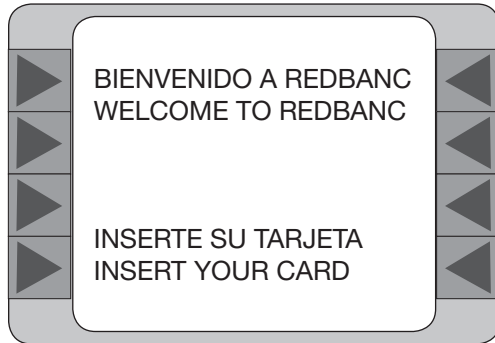 BIENVENIDO A REDBANC
WELCOME TO REDBANC
INSERTE SU TARJETA
INSERT YOUR CARD